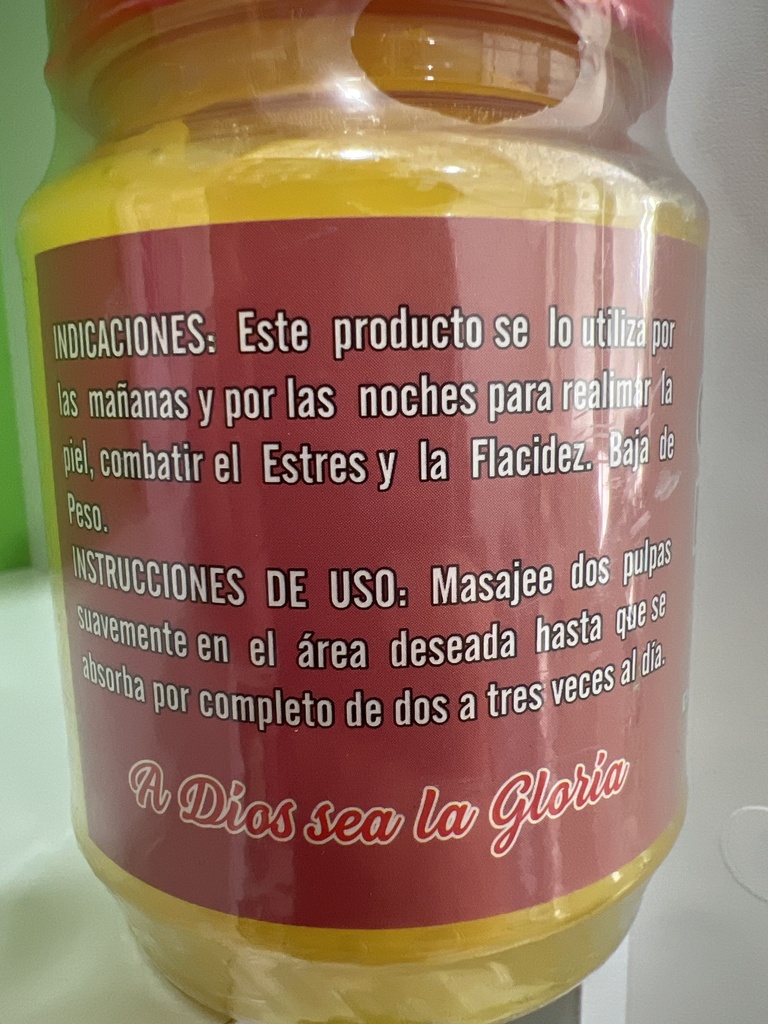 INDICACIONES: Este producto se lo utiliza por
las mañanas y por las noches para realimar la
piel, combatir el Estres y la Flacidez. Baja de
Peso.
INSTRUCCIONES DE USO: Masajee dos pulpas
suavemente en el área deseada hasta que se
absorba por completo de dos a tres veces al día.
A Dios sea la Gloria